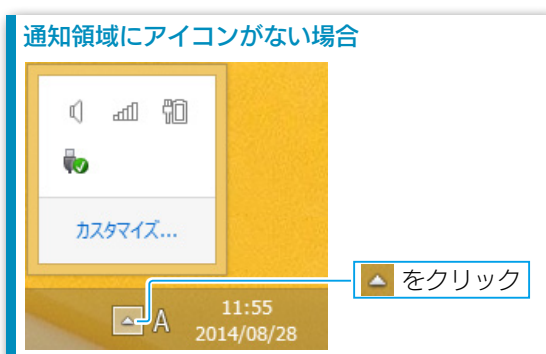 通知領域にアイコンがない場合
カスタマイズ...
をクリック
A
11:55
2014/08/28